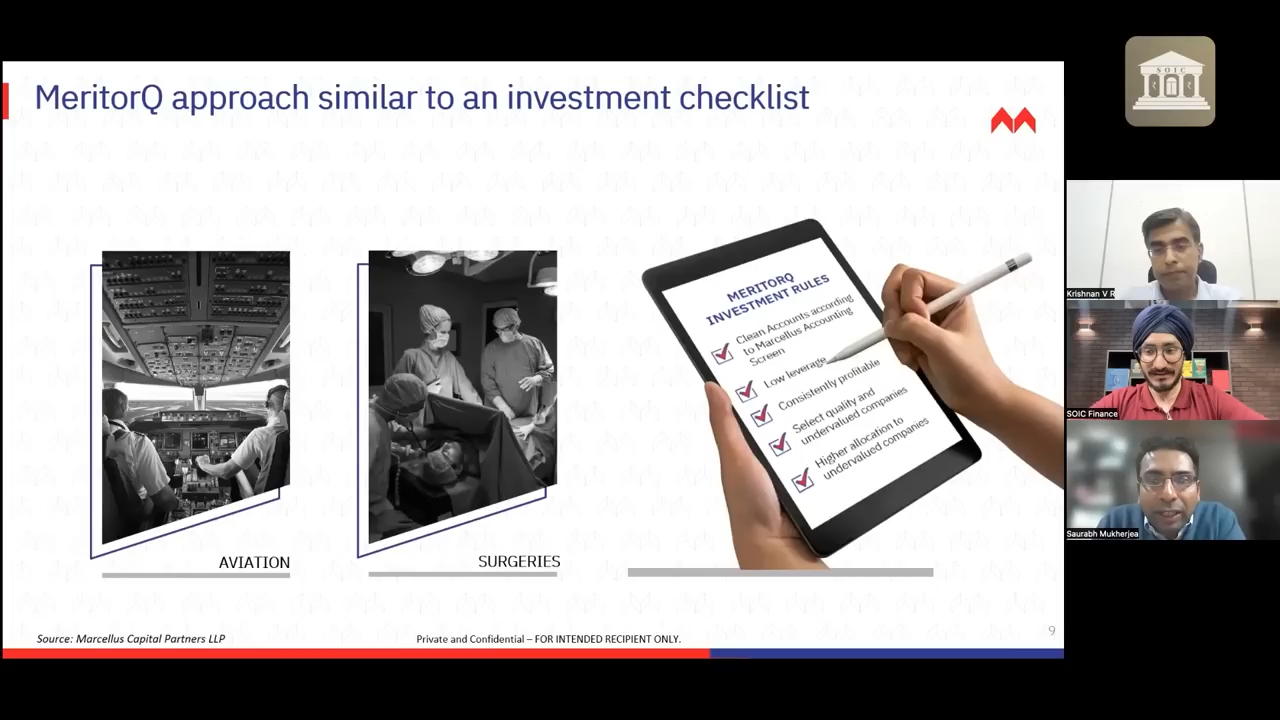 MeritorQ approach similar to an investment checklist
SOIC
MERITORQ
INVESTMENT RULES
Clean Accounts according
to Marcellus Accounting
Screen
Low leverage
Consistently profitable
Select quality and
undervalued companies
Higher allocation to
undervalued companies
AVIATION
SURGERIES
Source: Marcellus Capital Partners LLP
Private and Confidential – FOR INTENDED RECIPIENT ONLY.
9
Krishnan V R
SOIC Finance
Saurabh Mukherjea